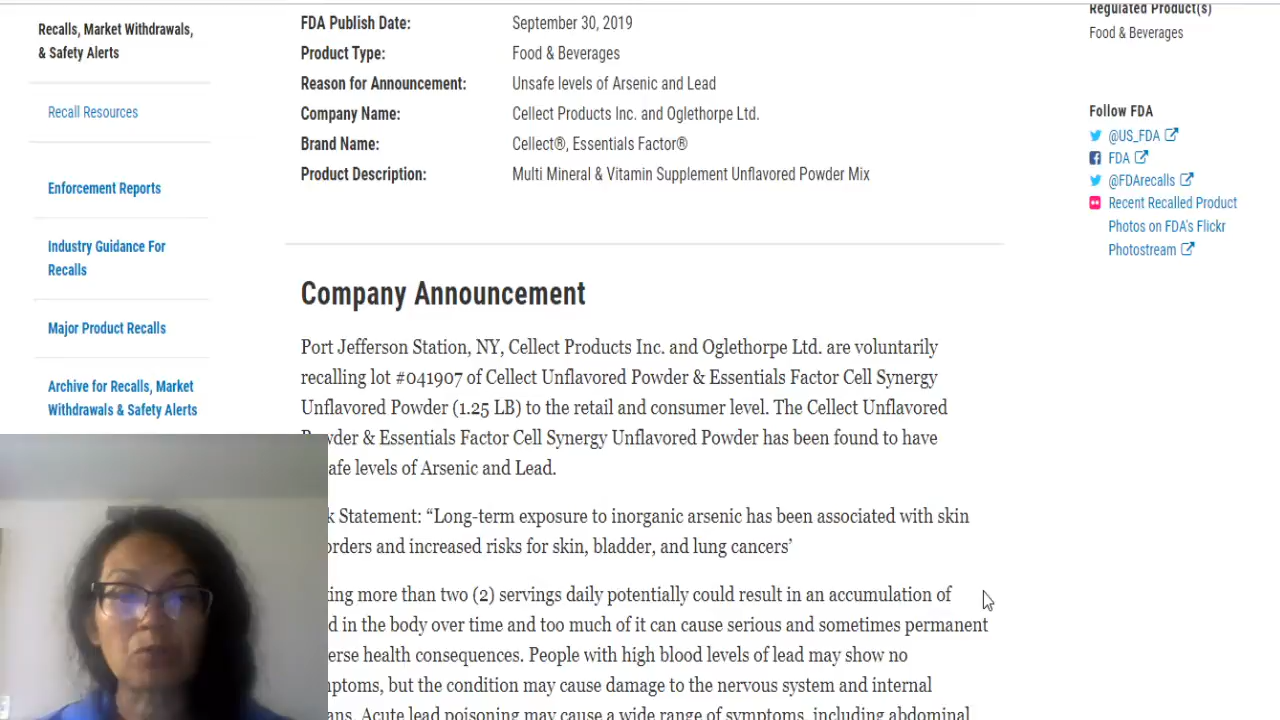 Recalls, Market Withdrawals,
& Safety Alerts
Recall Resources
Enforcement Reports
Industry Guidance For
Recalls
Major Product Recalls
Archive for Recalls, Market
Withdrawals & Safety Alerts
FDA Publish Date: September 30, 2019
Product Type: Food & Beverages
Reason for Announcement: Unsafe levels of Arsenic and Lead
Company Name: Cellect Products Inc. and Oglethorpe Ltd.
Brand Name: Cellect®, Essentials Factor®
Product Description: Multi Mineral & Vitamin Supplement Unflavored Powder Mix
Company Announcement
Port Jefferson Station, NY, Cellect Products Inc. and Oglethorpe Ltd. are voluntarily
recalling lot #041907 of Cellect Unflavored Powder & Essentials Factor Cell Synergy
Unflavored Powder (1.25 LB) to the retail and consumer level. The Cellect Unflavored
& Essentials Factor Cell Synergy Unflavored Powder has been found to have
levels of Arsenic and Lead.
Statement: “Long-term exposure to inorganic arsenic has been associated with skin
and increased risks for skin, bladder, and lung cancers’
more than two (2) servings daily potentially could result in an accumulation of
in the body over time and too much of it can cause serious and sometimes permanent
health consequences. People with high blood levels of lead may show no
but the condition may cause damage to the nervous system and internal
Acute lead poisoning may cause a wide range of symptoms, including abdominal
Regulated Product(s)
Food & Beverages
Follow FDA
@US_FDA
FDA
@FDArecalls
Recent Recalled Product
Photos on FDA's Flickr
Photostream